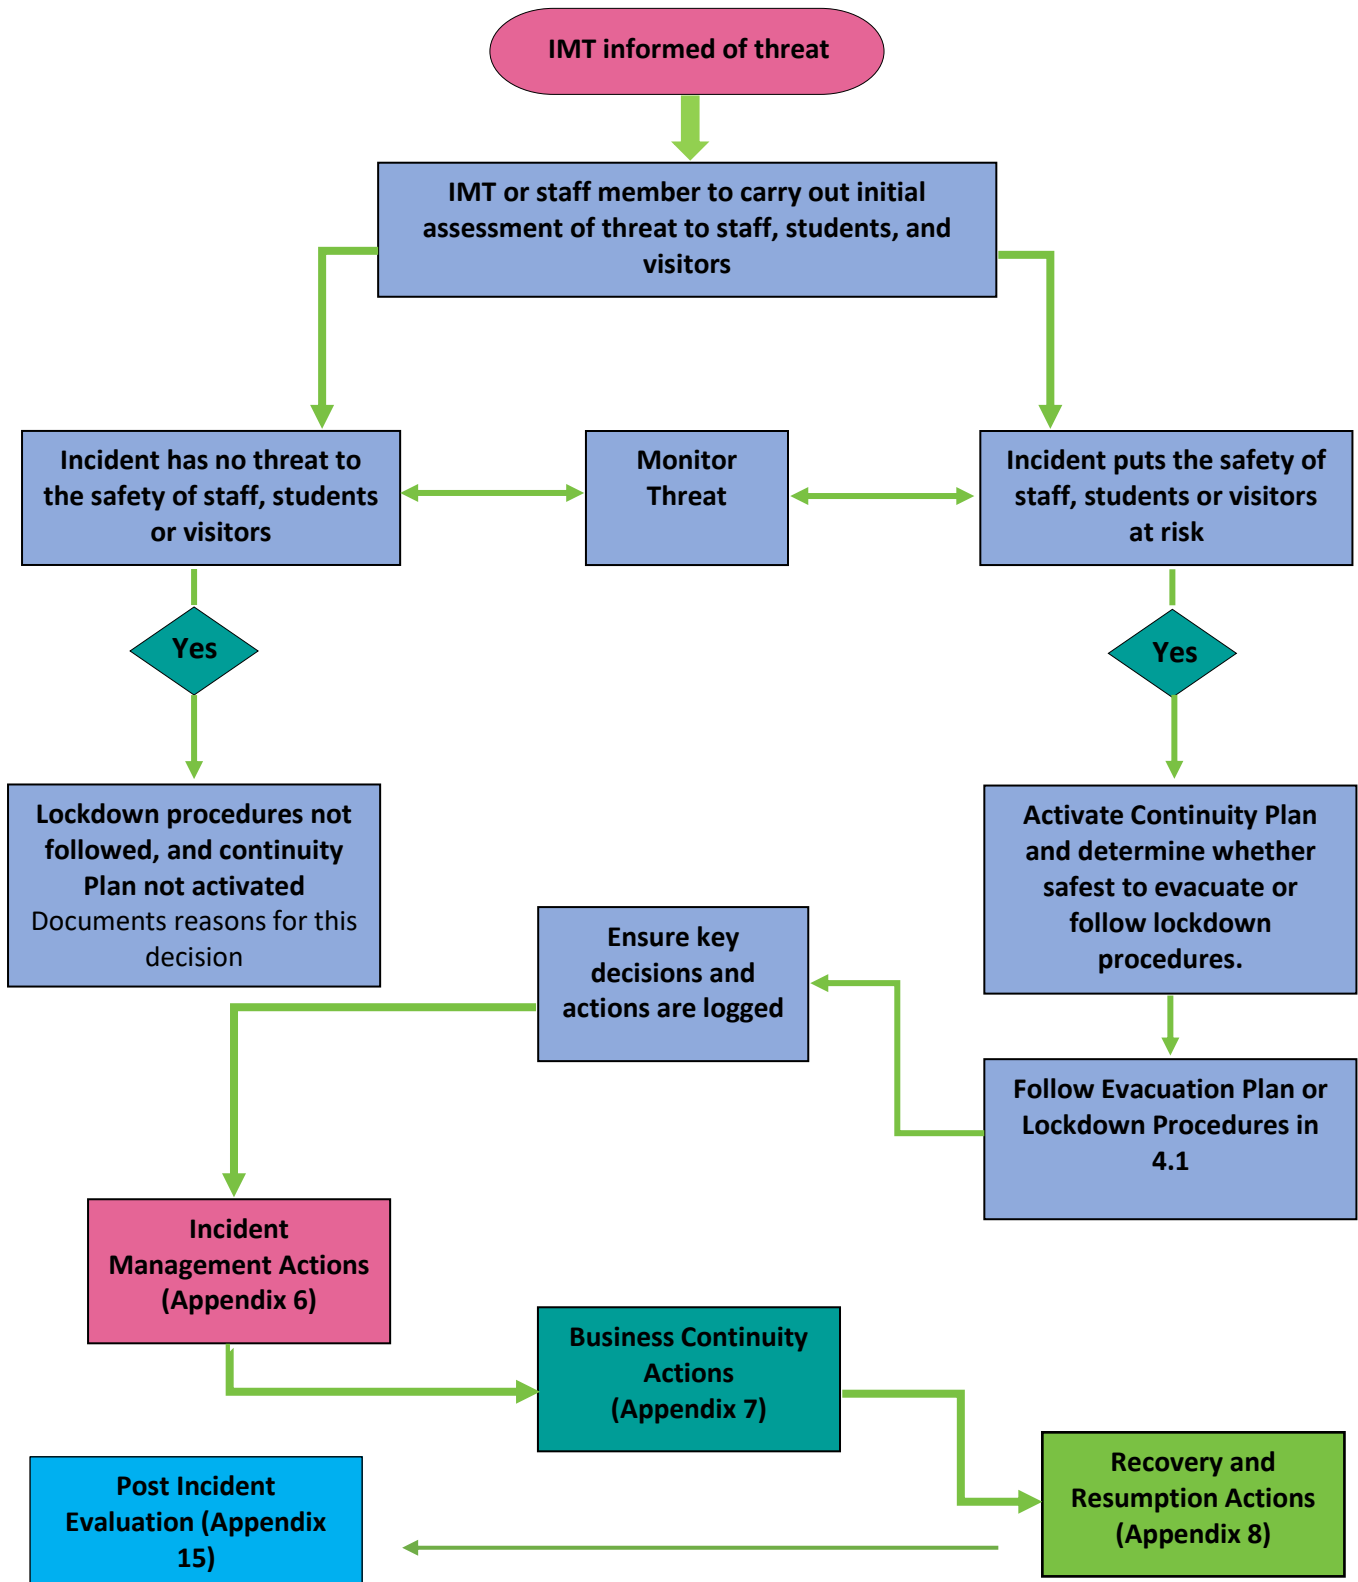 IMT informed of threat
IMT or staff member to carry out initial
assessment of threat to staff, students, and
visitors
Incident has no threat to
the safety of staff, students
or visitors
Monitor
Threat
Incident puts the safety of
staff, students or visitors
at risk
Yes
Yes
Lockdown procedures not
followed, and continuity
Plan not activated
Documents reasons for this
decision
Activate Continuity Plan
and determine whether
safest to evacuate or
follow lockdown
procedures.
Ensure key
decisions and
actions are logged
Follow Evacuation Plan or
Lockdown Procedures in
4.1
Incident
Management Actions
(Appendix 6)
Business Continuity
Actions
(Appendix 7)
Recovery and
Resumption Actions
(Appendix 8)
Post Incident
Evaluation (Appendix
15)